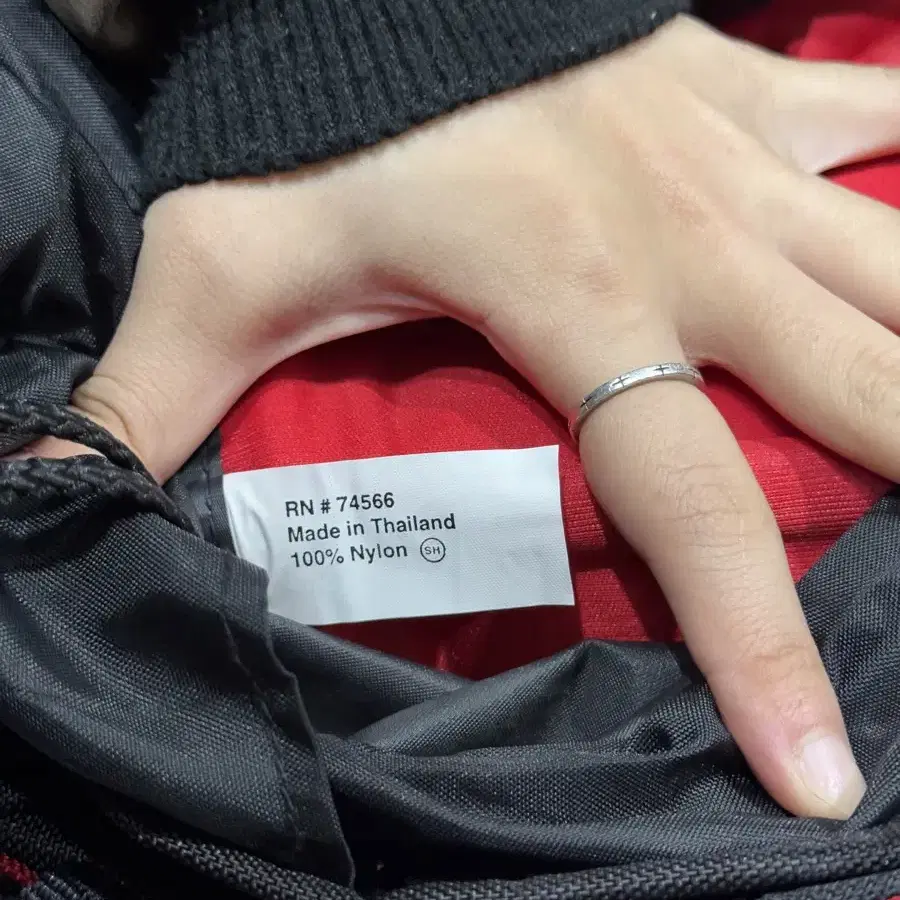 RN # 74566
Made in Thailand
100% Nylon SH